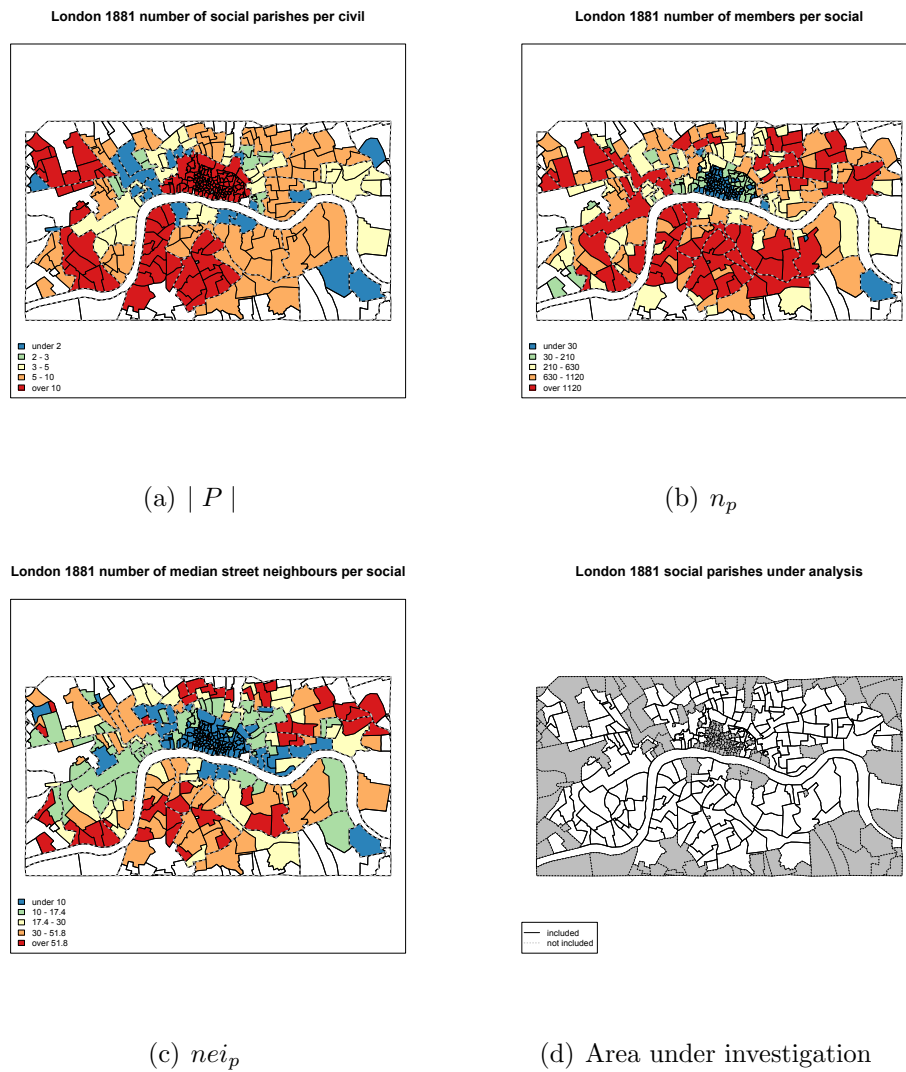 London 1881 number of social parishes per civil
under 2
2 - 3
3 - 5
5 - 10
over 10
(a) | P |
London 1881 number of members per social
under 30
30 - 210
210 - 630
630 - 1120
over 1120
(b) n_p
London 1881 number of median street neighbours per social
under 10
10 - 17.4
17.4 - 30
30 - 51.8
over 51.8
(c) nei_p
London 1881 social parishes under analysis
included
not included
(d) Area under investigation